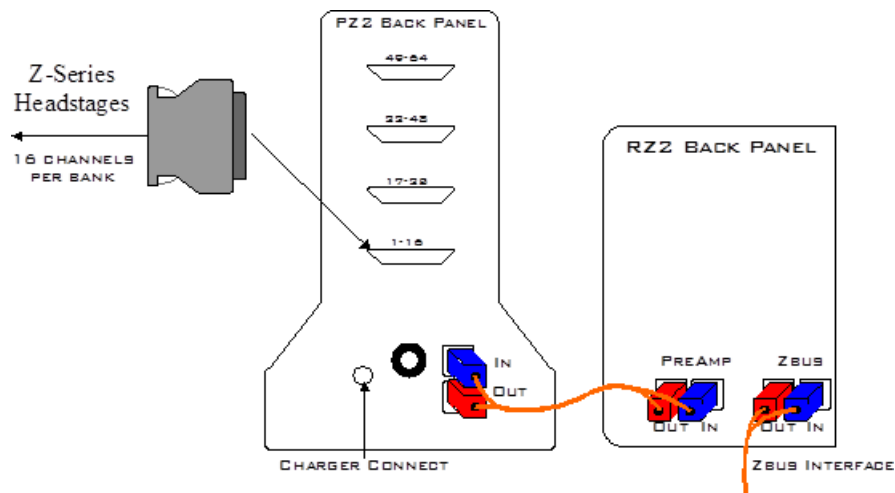 PZ2 Back Panel
49-64
Z-Series
Headstages
16 channels
per bank
33-48
17-32
1-16
RZ2 Back Panel
In
Out
PreAmp
Zbus
Out In
Out In
Charger Connect
Zbus Interface